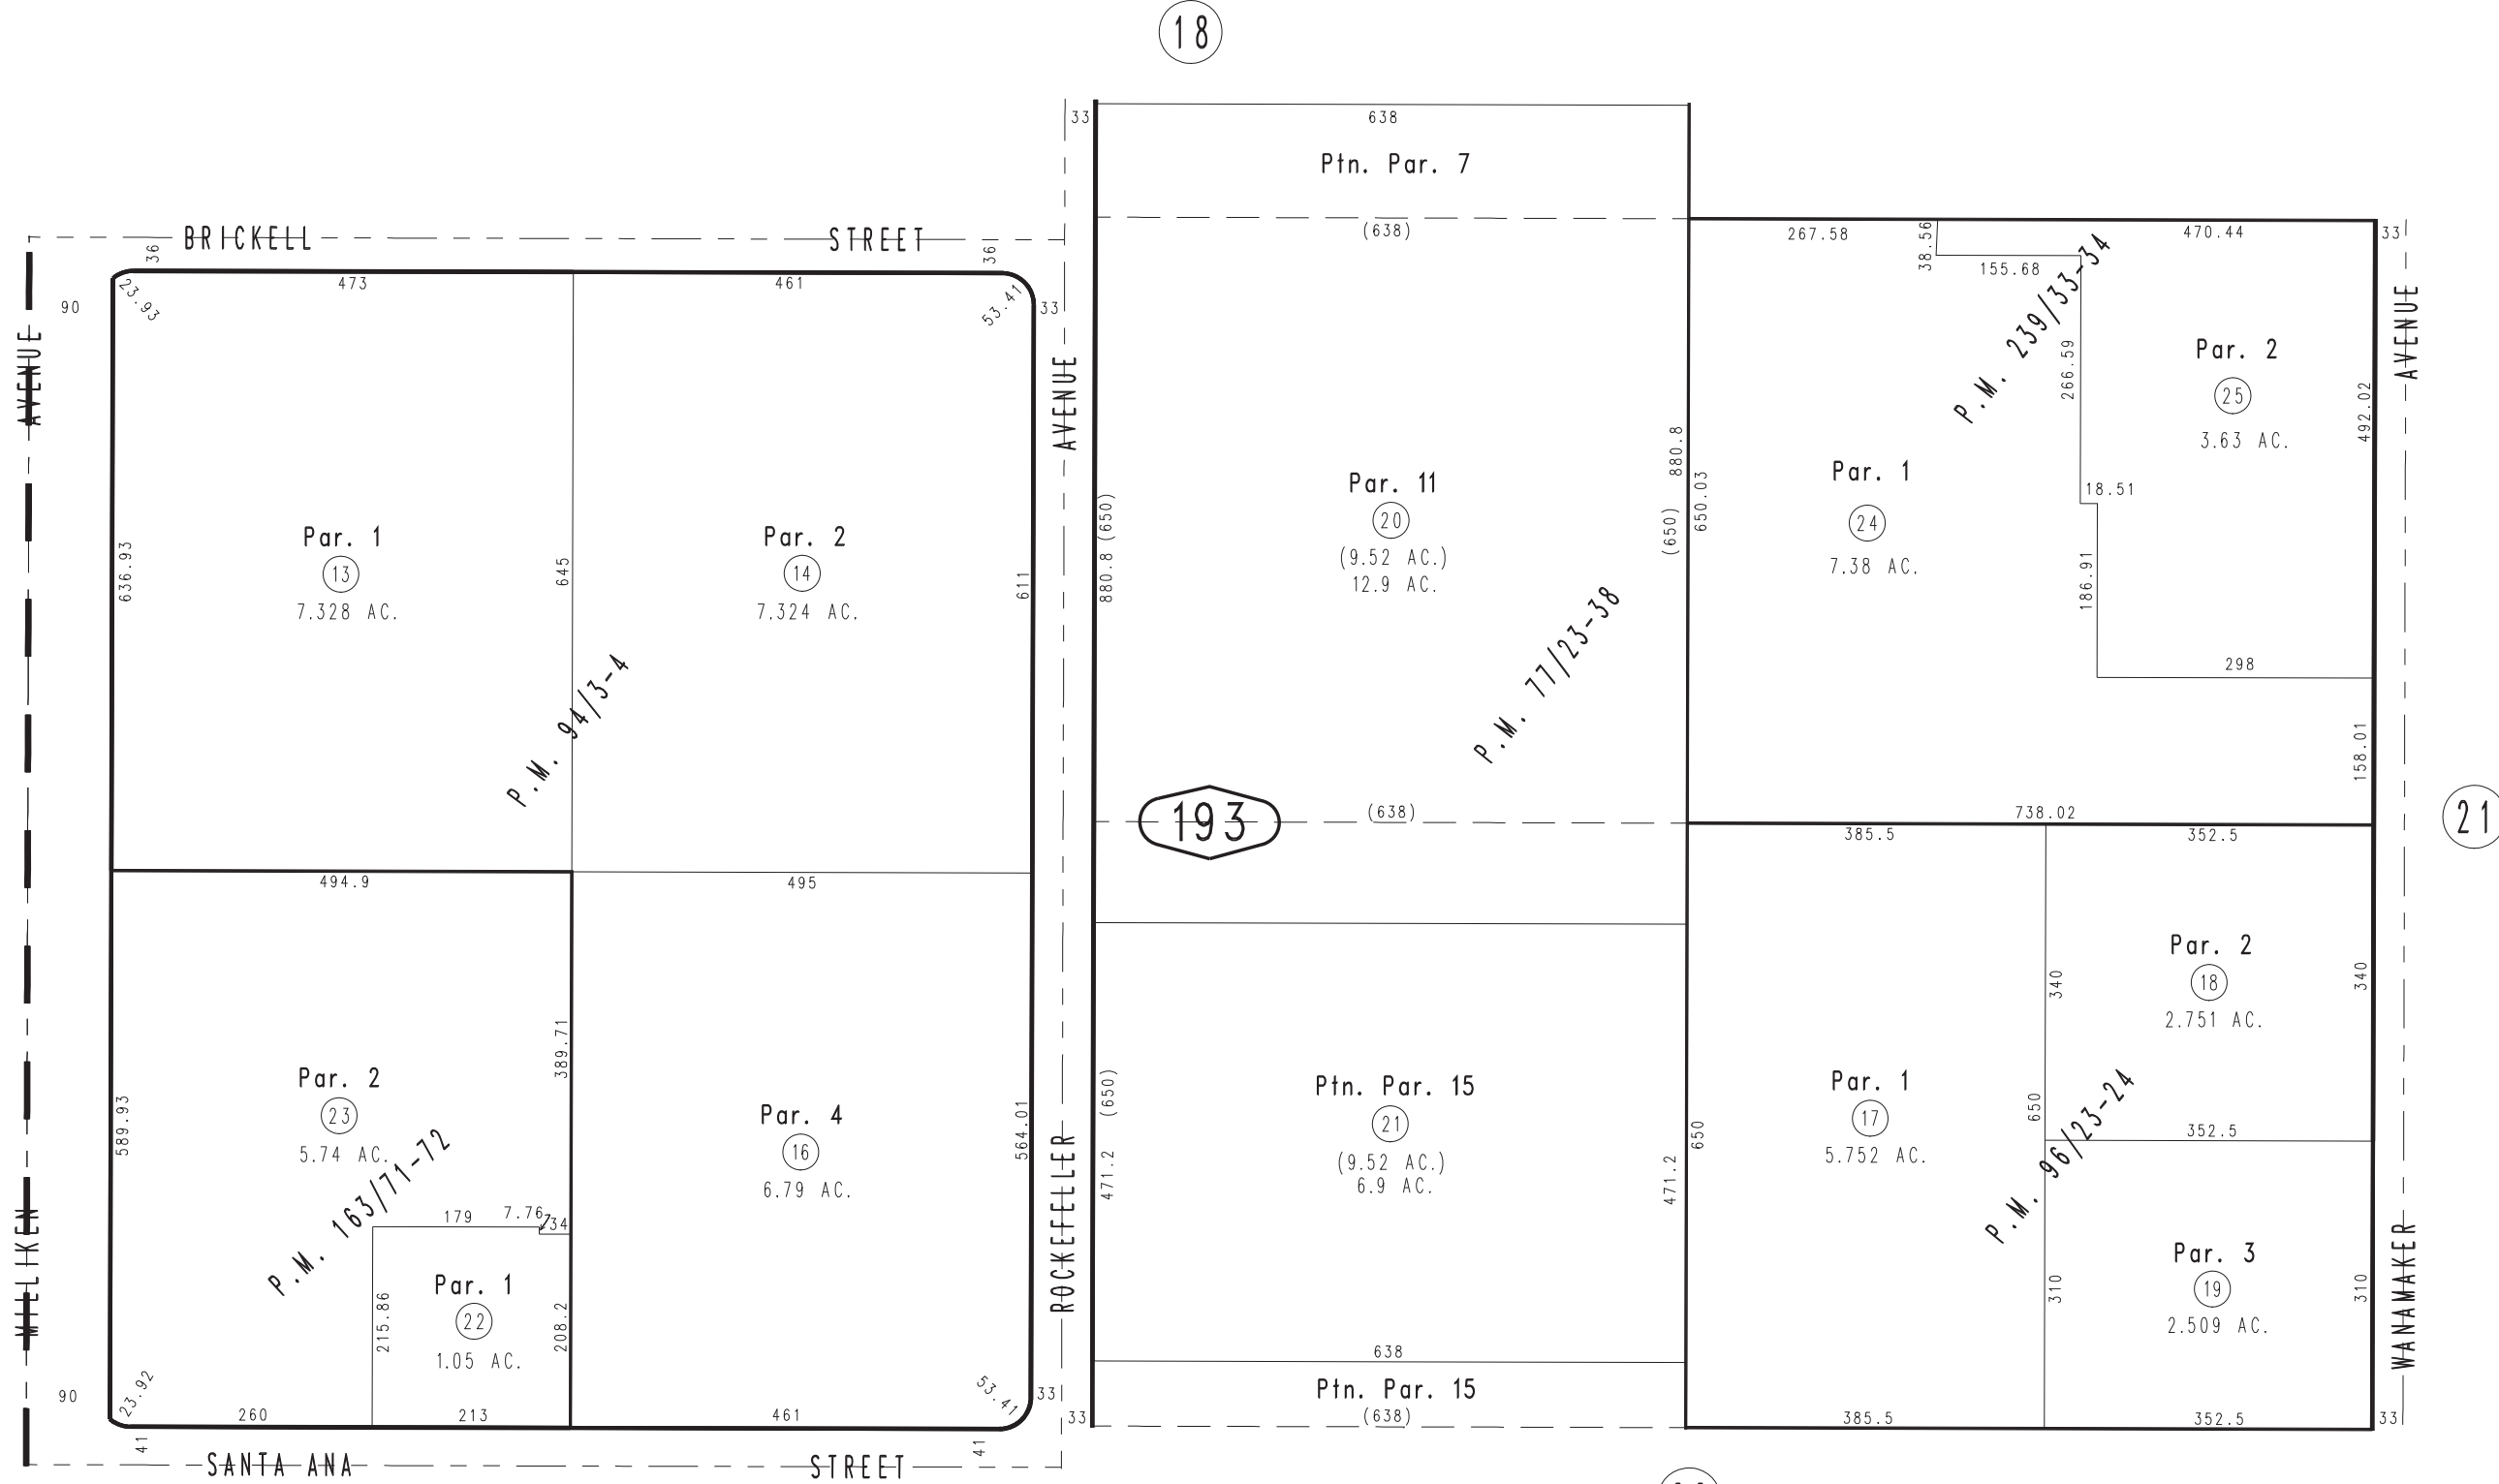 18
33
638
Ptn. Par. 7
(638)
BRICKELL STREET
36
36
473
461
23.93
53.41
90
33
AVENUE
AVENUE
636.93
645
611
Par. 1
13
7.328 AC.
Par. 2
14
7.324 AC.
P.M. 94/3-4
494.9
495
589.93
389.71
564.01
Par. 2
23
5.74 AC.
P.M. 163/71-72
179
7.76
34
215.86
208.2
Par. 1
22
1.05 AC.
Par. 4
16
6.79 AC.
MILLIKEN
ROCKEFELLER
90
23.92
53.41
33
260
213
461
41
41
SANTA ANA STREET
880.8 (650)
880.8
(650)
650.03
Par. 11
20
(9.52 AC.)
12.9 AC.
P.M. 77/23-38
193
(638)
(650)
471.2
471.2
650
Ptn. Par. 15
21
(9.52 AC.)
6.9 AC.
638
Ptn. Par. 15
(638)
33
267.58
38.56
155.68
470.44
33
P.M. 239/33-34
266.59
Par. 2
25
3.63 AC.
492.02
AVENUE
Par. 1
24
7.38 AC.
18.51
186.91
298
158.01
738.02
21
385.5
352.5
340
340
Par. 2
18
2.751 AC.
Par. 1
17
5.752 AC.
650
P.M. 96/23-24
352.5
310
310
Par. 3
19
2.509 AC.
WANAMAKER
385.5
352.5
33